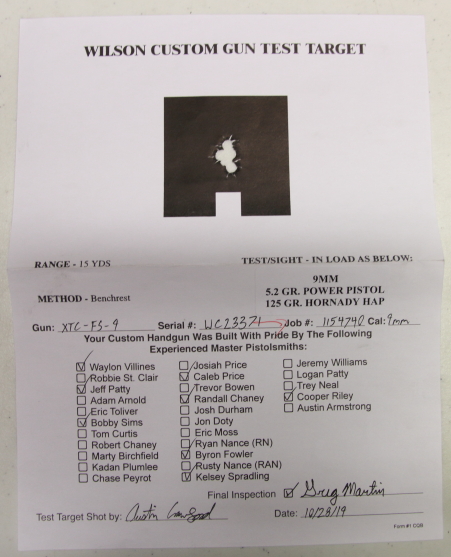 WILSON CUSTOM GUN TEST TARGET
RANGE - 15 YDS
TEST/SIGHT - IN LOAD AS BELOW:
9MM
5.2 GR. POWER PISTOL
125 GR. HORNADY HAP
METHOD - Benchrest
Gun: XTC-FS-9 Serial #: WC23371 Job #: 1154740 Cal: 9mm
Your Custom Handgun Was Built With Pride By The Following
Experienced Master Pistolsmiths:
Waylon Villines
Robbie St. Clair
Jeff Patty
Adam Arnold
Eric Toliver
Bobby Sims
Tom Curtis
Robert Chaney
Marty Birchfield
Kadan Plumlee
Chase Peyrot
Josiah Price
Caleb Price
Trevor Bowen
Randall Chaney
Josh Durham
Jon Doty
Eric Moss
Ryan Nance (RN)
Byron Fowler
Rusty Nance (RAN)
Kelsey Spradling
Jeremy Williams
Logan Patty
Trey Neal
Cooper Riley
Austin Armstrong
Final Inspection Greg Martin
Test Target Shot by: Austin
Date: 10/28/19
Form #1 CGB